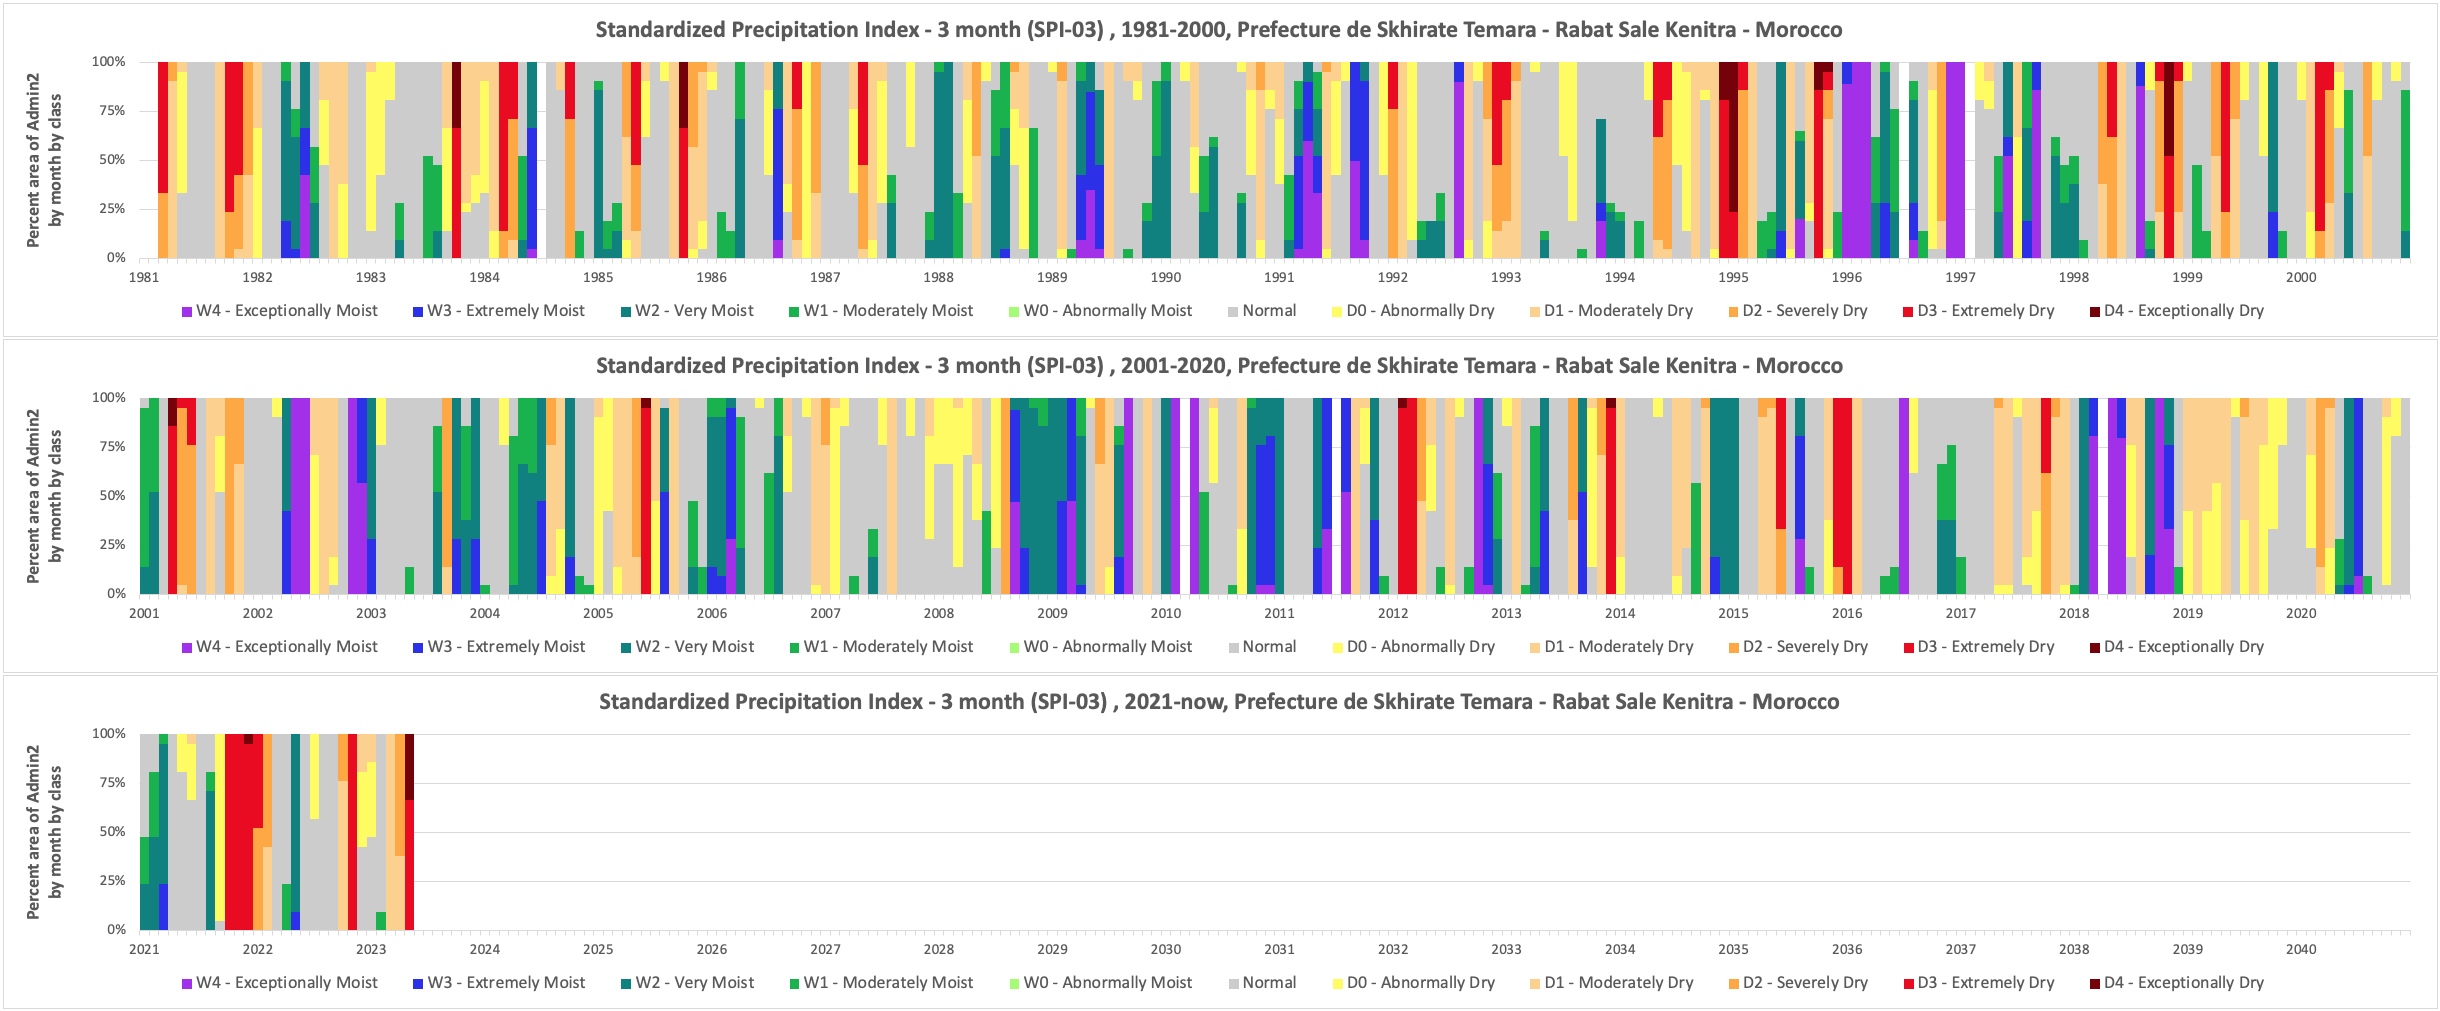 Standardized Precipitation Index - 3 month (SPI-03) , 1981-2000, Prefecture de Skhirate Temara - Rabat Sale Kenitra - Morocco
Percent area of Admin2
by month by class
100%
75%
50%
25%
0%
1981 1982 1983 1984 1985 1986 1987 1988 1989 1990 1991 1992 1993 1994 1995 1996 1997 1998 1999 2000
W4 - Exceptionally Moist W3 - Extremely Moist W2 - Very Moist W1 - Moderately Moist W0 - Abnormally Moist Normal D0 - Abnormally Dry D1 - Moderately Dry D2 - Severely Dry D3 - Extremely Dry D4 - Exceptionally Dry
Standardized Precipitation Index - 3 month (SPI-03) , 2001-2020, Prefecture de Skhirate Temara - Rabat Sale Kenitra - Morocco
Percent area of Admin2
by month by class
100%
75%
50%
25%
0%
2001 2002 2003 2004 2005 2006 2007 2008 2009 2010 2011 2012 2013 2014 2015 2016 2017 2018 2019 2020
W4 - Exceptionally Moist W3 - Extremely Moist W2 - Very Moist W1 - Moderately Moist W0 - Abnormally Moist Normal D0 - Abnormally Dry D1 - Moderately Dry D2 - Severely Dry D3 - Extremely Dry D4 - Exceptionally Dry
Standardized Precipitation Index - 3 month (SPI-03) , 2021-now, Prefecture de Skhirate Temara - Rabat Sale Kenitra - Morocco
Percent area of Admin2
by month by class
100%
75%
50%
25%
0%
2021 2022 2023 2024 2025 2026 2027 2028 2029 2030 2031 2032 2033 2034 2035 2036 2037 2038 2039 2040
W4 - Exceptionally Moist W3 - Extremely Moist W2 - Very Moist W1 - Moderately Moist W0 - Abnormally Moist Normal D0 - Abnormally Dry D1 - Moderately Dry D2 - Severely Dry D3 - Extremely Dry D4 - Exceptionally Dry